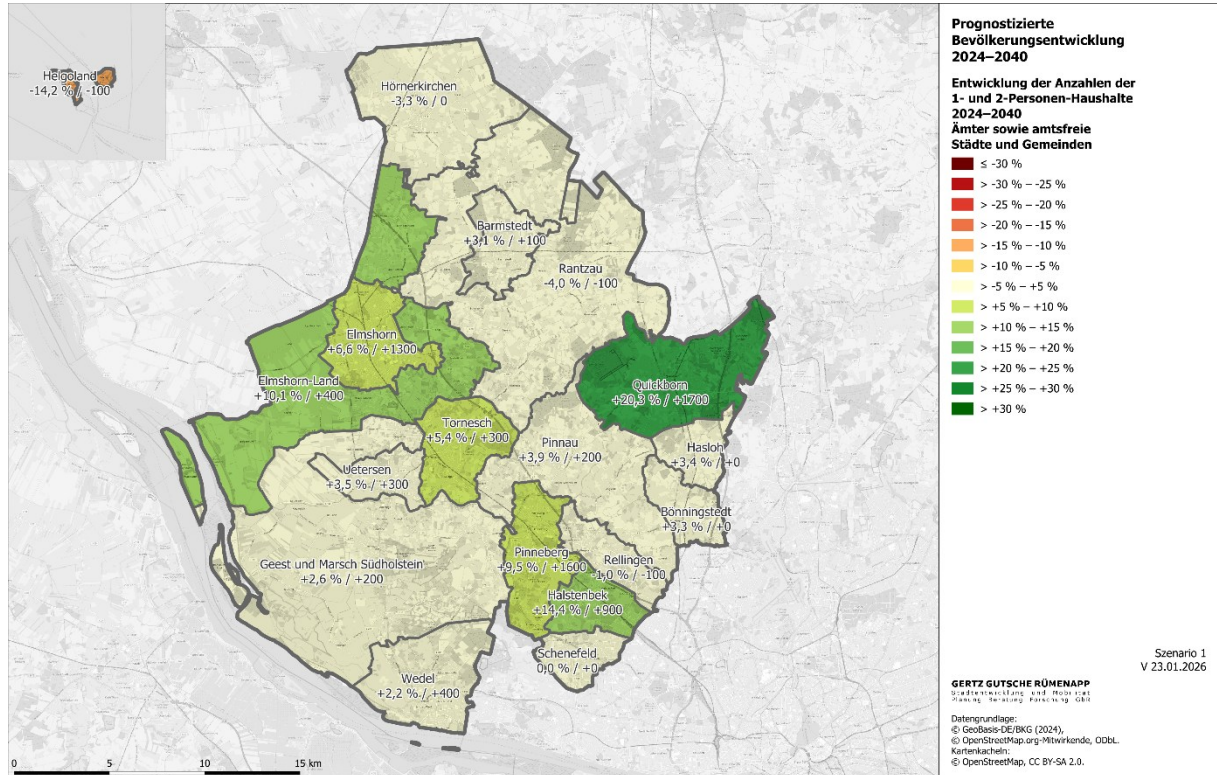 Prognostizierte
Bevölkerungsentwicklung
2024–2040
Entwicklung der Anzahlen der
1- und 2-Personen-Haushalte
2024–2040
Ämter sowie amtsfreie
Städte und Gemeinden
≤ -30 %
> -30 % – -25 %
> -25 % – -20 %
> -20 % – -15 %
> -15 % – -10 %
> -10 % – -5 %
> -5 % – +5 %
> +5 % – +10 %
> +10 % – +15 %
> +15 % – +20 %
> +20 % – +25 %
> +25 % – +30 %
> +30 %
Helgoland
-14,2 % / -100
Hörnerkirchen
-3,3 % / 0
Barmstedt
+3,1 % / +100
Rantzau
-4,0 % / -100
Elmshorn
+6,6 % / +1300
Elmshorn-Land
+10,1 % / +400
Quickborn
+20,3 % / +1700
Tornesch
+5,4 % / +300
Pinnau
+3,9 % / +200
Hasloh
+3,4 % / +0
Uetersen
+3,5 % / +300
Bönningstedt
+3,3 % / +0
Geest und Marsch Südholstein
+2,6 % / +200
Pinneberg
+9,5 % / +1600
Rellingen
-1,0 % / -100
Halstenbek
+14,4 % / +900
Schenefeld
0,0 % / +0
Wedel
+2,2 % / +400
0 5 10 15 km
Szenario 1
V 23.01.2026
GERTZ GUTSCHE RÜMENAPP
Stadtentwicklung und Mobilität
Planung Beratung Forschung GbR
Datengrundlage:
© GeoBasis-DE/BKG (2024),
© OpenStreetMap.org-Mitwirkende, ODbL.
Kartenkacheln:
© OpenStreetMap, CC BY-SA 2.0.